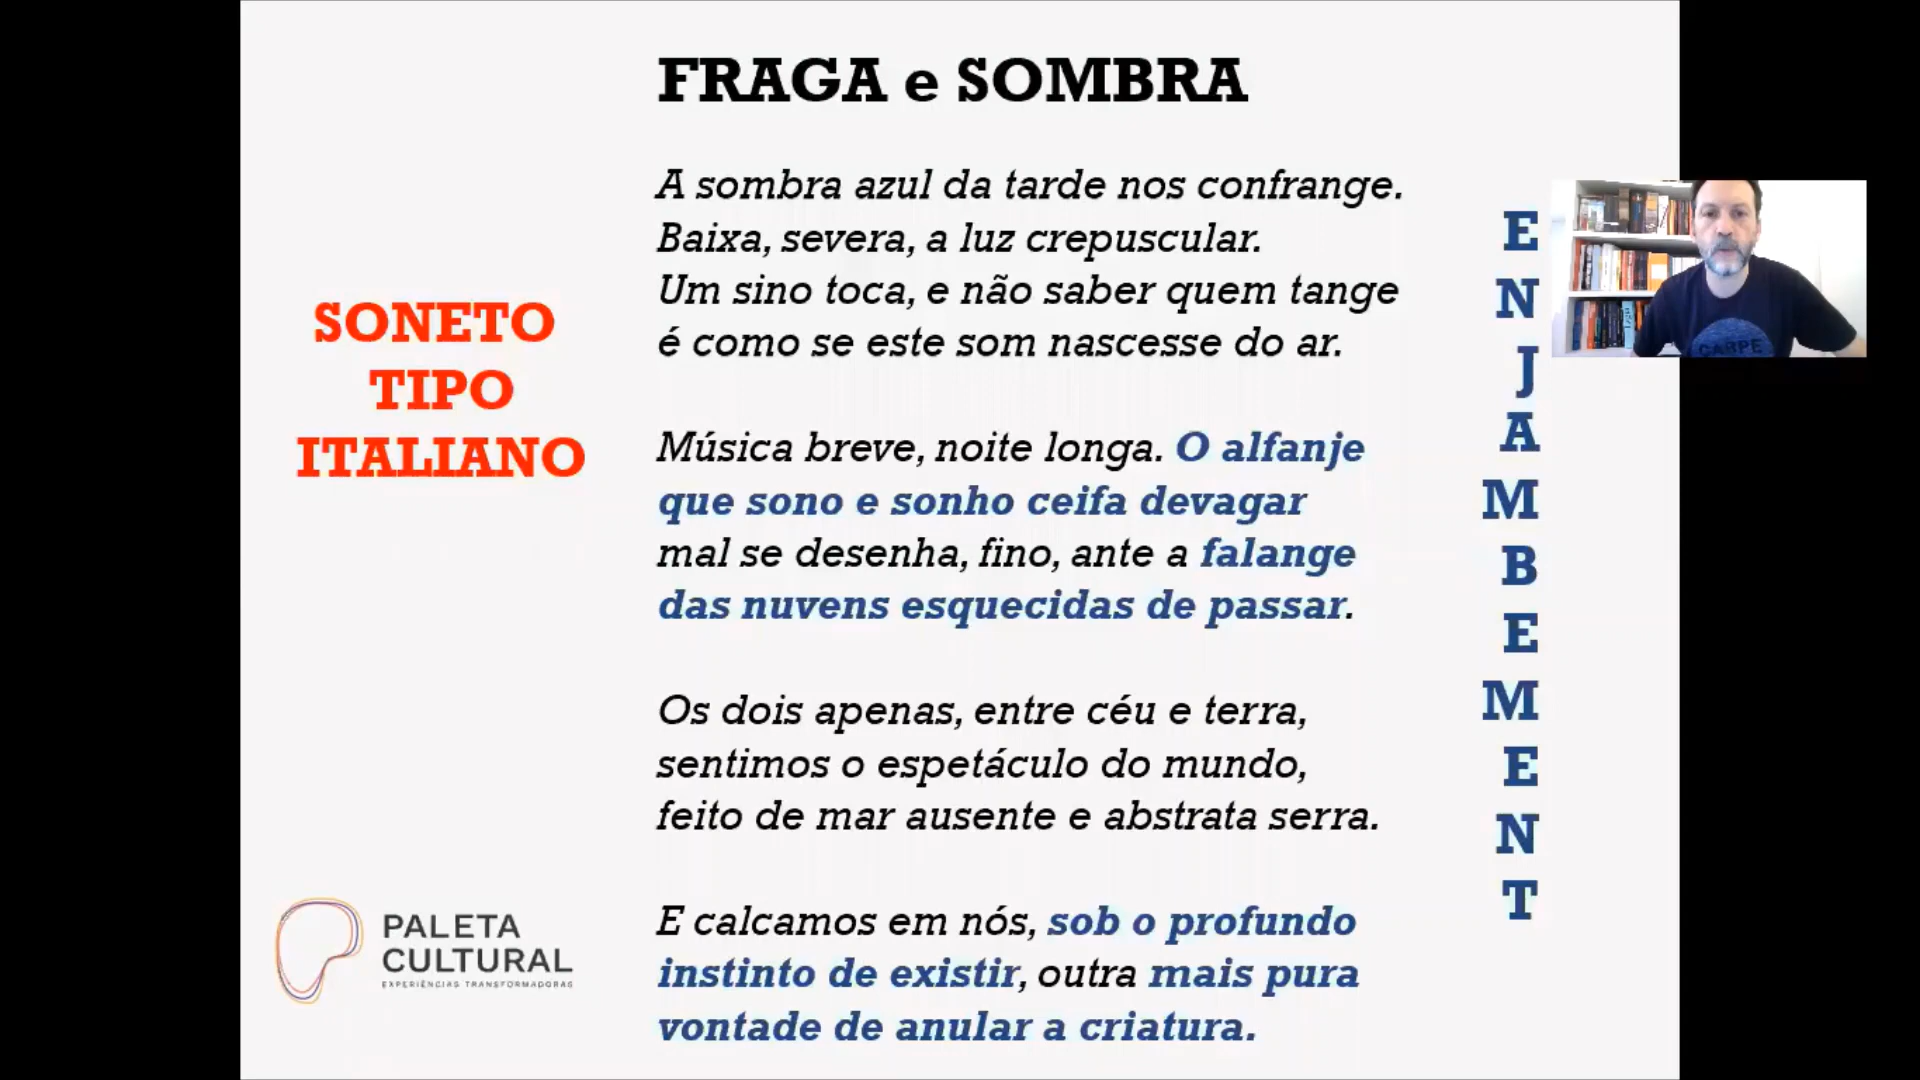 FRAGA e SOMBRA
A sombra azul da tarde nos confrange.
Baixa, severa, a luz crepuscular.
Um sino toca, e não saber quem tange
é como se este som nascesse do ar.
Música breve, noite longa. O alfanje
que sono e sonho ceifa devagar
mal se desenha, fino, ante a falange
das nuvens esquecidas de passar.
Os dois apenas, entre céu e terra,
sentimos o espetáculo do mundo,
feito de mar ausente e abstrata serra.
E calcamos em nós, sob o profundo
instinto de existir, outra mais pura
vontade de anular a criatura.
SONETO
TIPO
ITALIANO
ENJAMBEMENT
CARPE
PALETA
CULTURAL
EXPERIÊNCIAS TRANSFORMADORAS